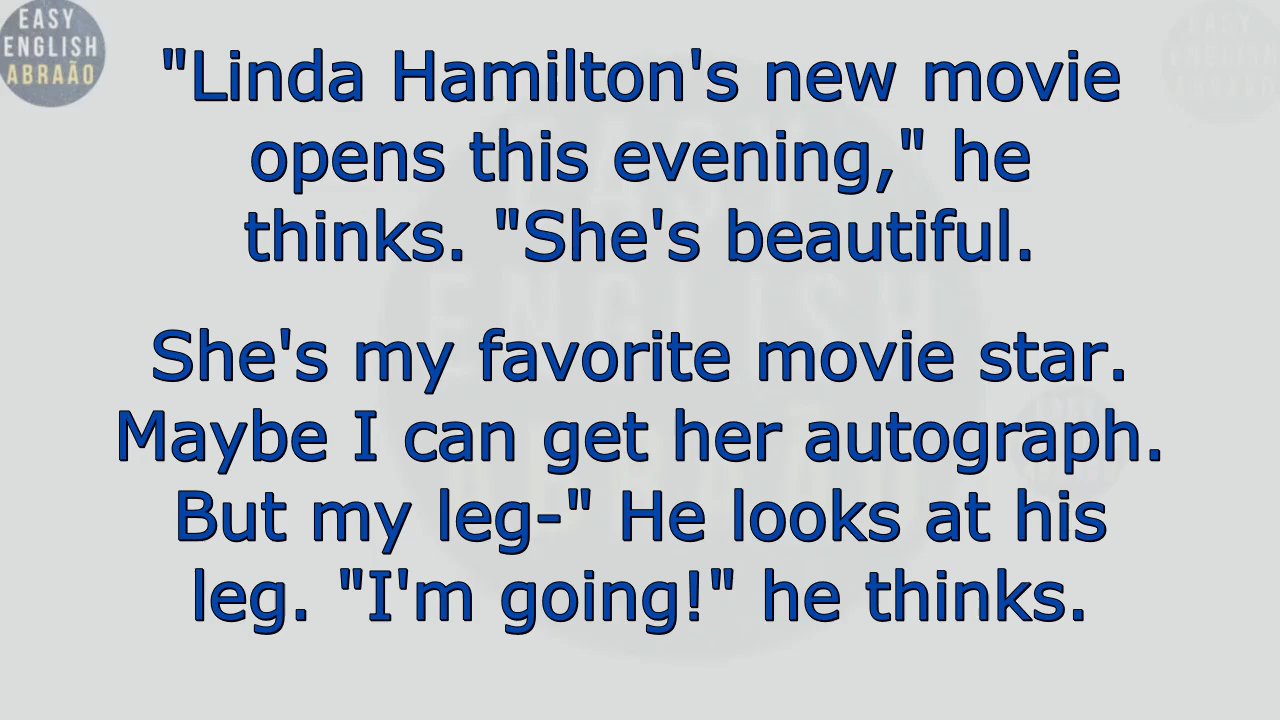 EASY
ENGLISH
ABRAÃO
"Linda Hamilton's new movie
opens this evening," he
thinks. "She's beautiful.
She's my favorite movie star.
Maybe I can get her autograph.
But my leg-" He looks at his
leg. "I'm going!" he thinks.